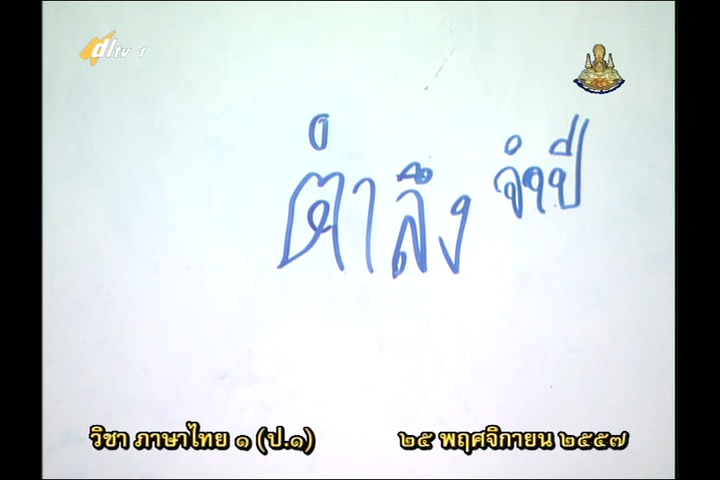 dltv 1
ตำลึง จำปี
วิชา ภาษาไทย ๑ (ป.๑) ๒๕ พฤศจิกายน ๒๕๕๗